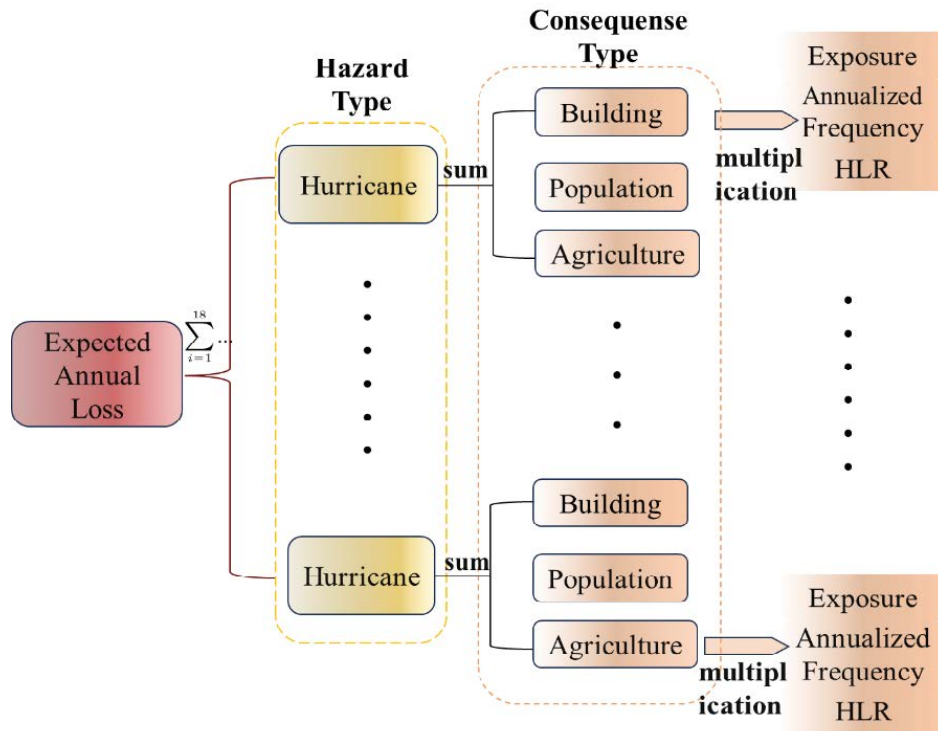 Consequense
Type
Hazard
Type
Exposure
Annualized
Frequency
HLR
Building
multipl
ication
Hurricane
sum
Population
Agriculture
18
∑...
i=1
Expected
Annual
Loss
Building
Hurricane
sum
Population
Agriculture
multipl
ication
Exposure
Annualized
Frequency
HLR